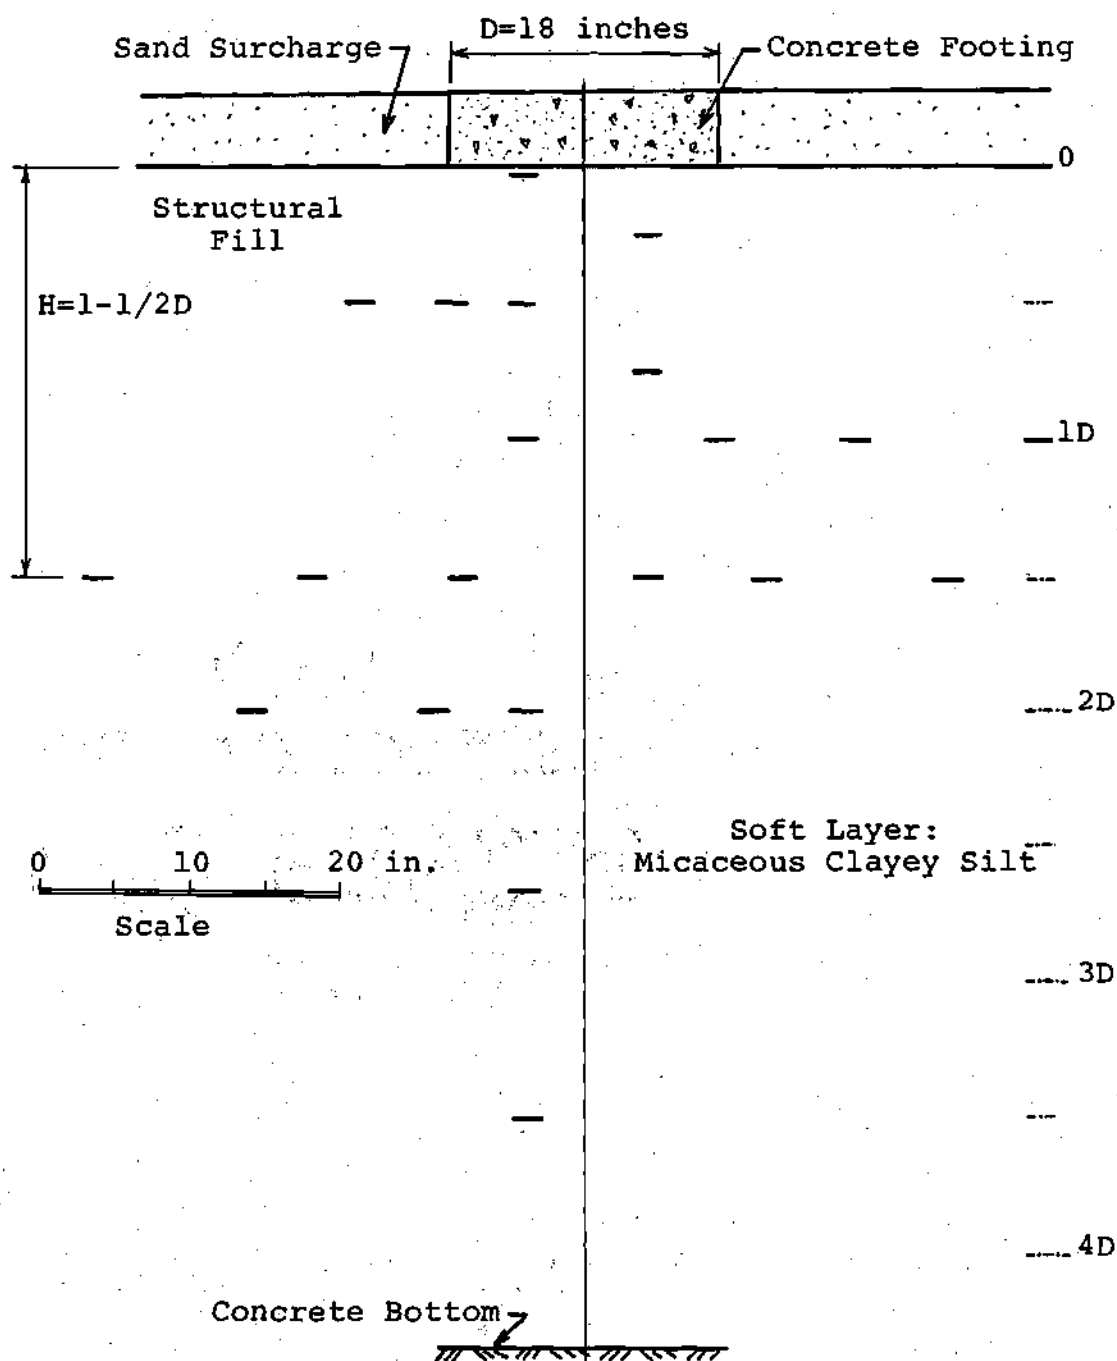 D=18 inches
Sand Surcharge
Concrete Footing
0
Structural
Fill
H=1-1/2D
1D
2D
Soft Layer:
Micaceous Clayey Silt
0 10 20 in.
Scale
3D
4D
Concrete Bottom